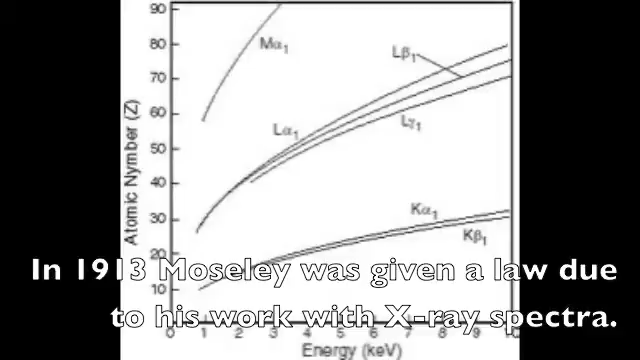 90
80
70
60
50
40
30
20
10
Atomic Nymber (Z)
Mα1
Lβ1
Lα1
Lγ1
Kα1
Kβ1
In 1913 Moseley was given a law due
to his work with X-ray spectra.
0 1 2 3 4 5 6 7 8 9 10
Energy (keV)